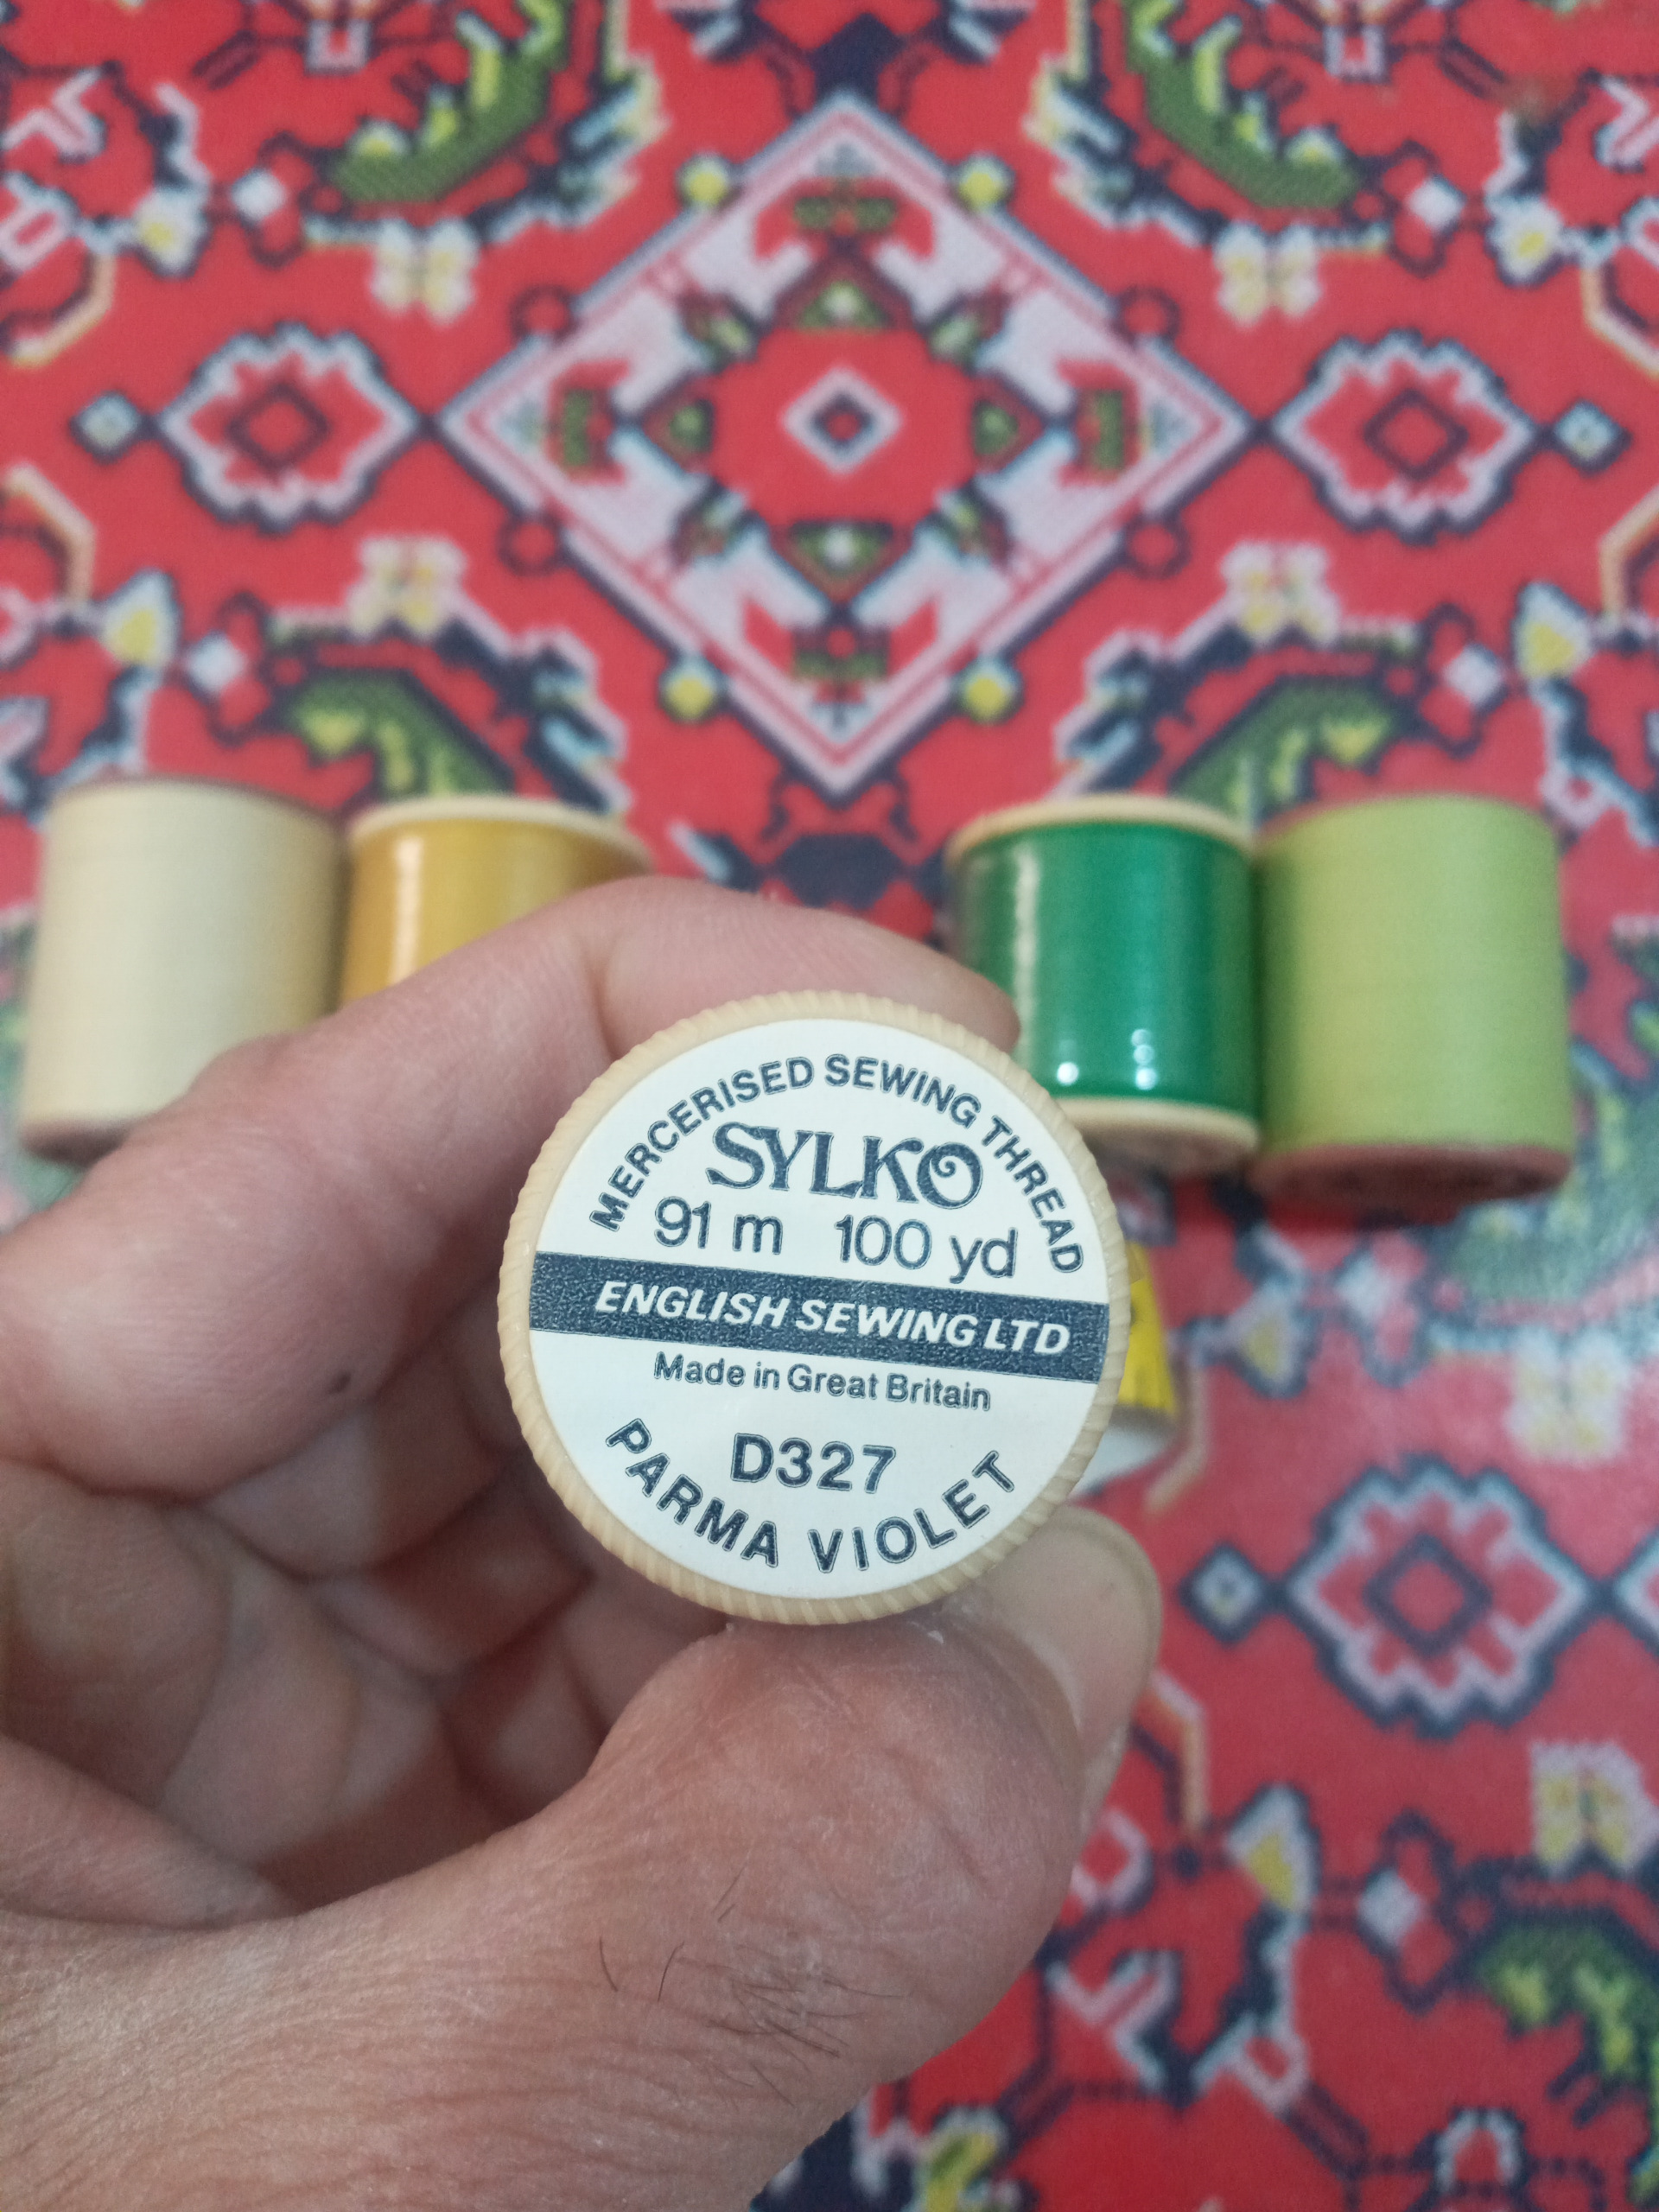 MERCERISED SEWING THREAD
SYLKO
91 m 100 yd
ENGLISH SEWING LTD
Made in Great Britain
D327
PARMA VIOLET